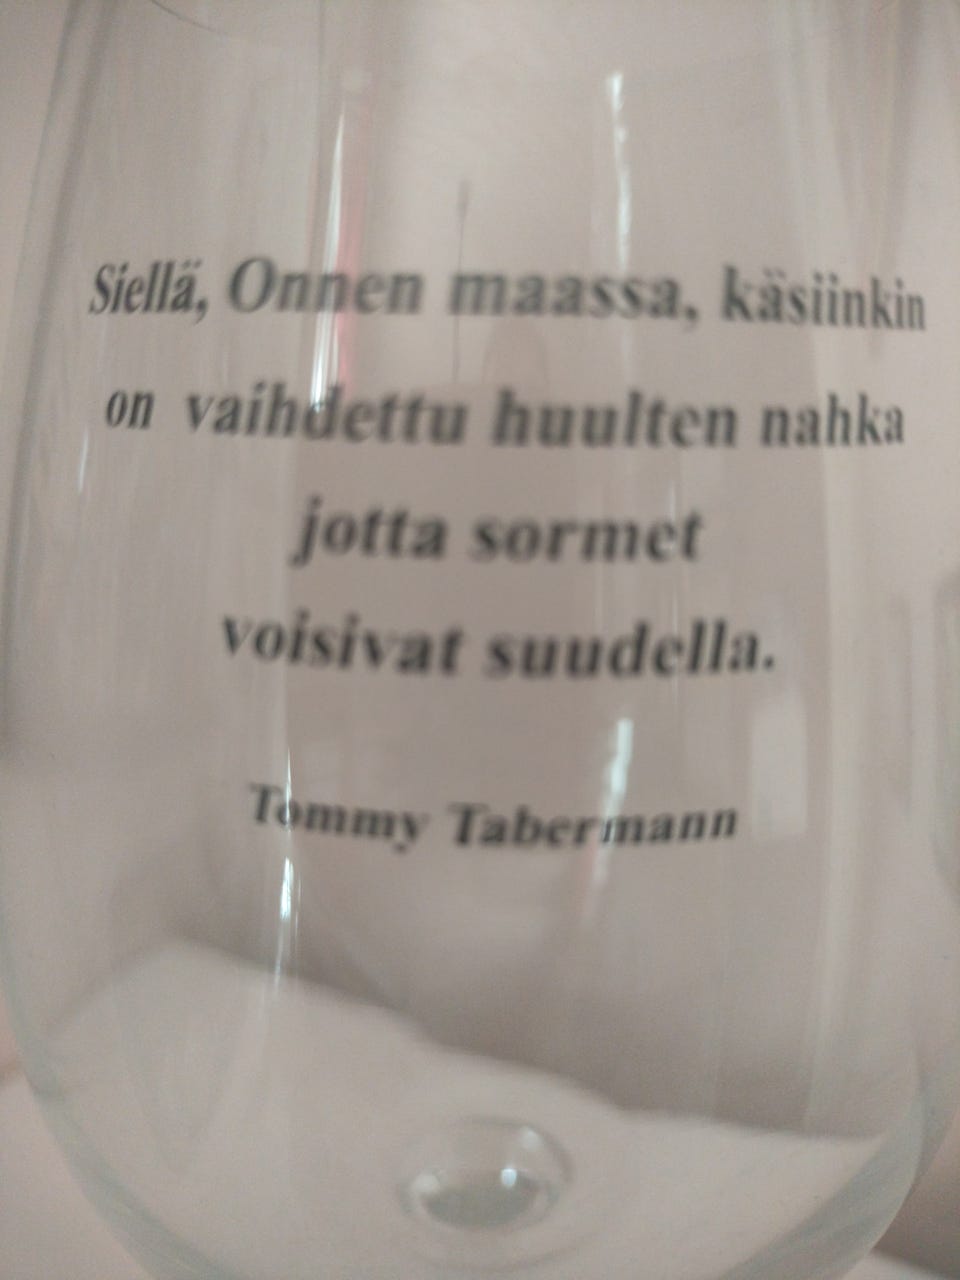 Siellä, Onnen maassa, käsiinkin
on vaihdettu huulten nahka
jotta sormet
voisivat suudella.
Tommy Tabermann